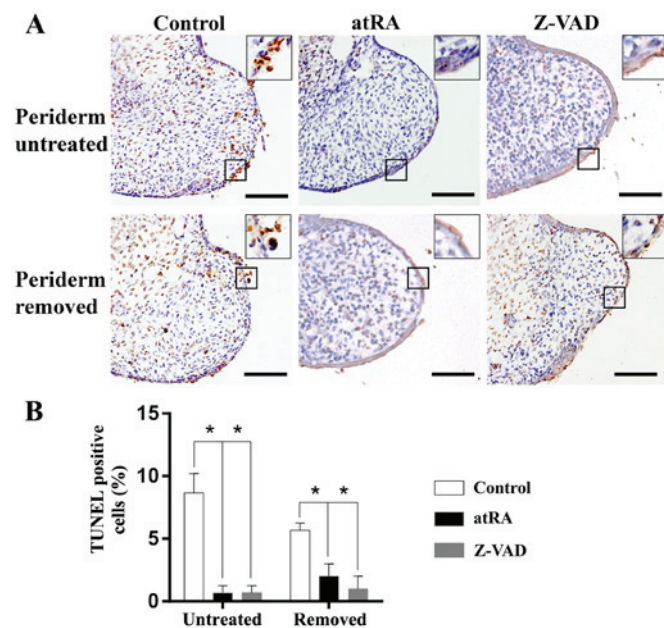 A
Control
atRA
Z-VAD
Periderm
untreated
Periderm
removed
B
TUNEL positive
cells (%)
15
10
5
0
*
*
*
*
Untreated
Removed
Control
atRA
Z-VAD